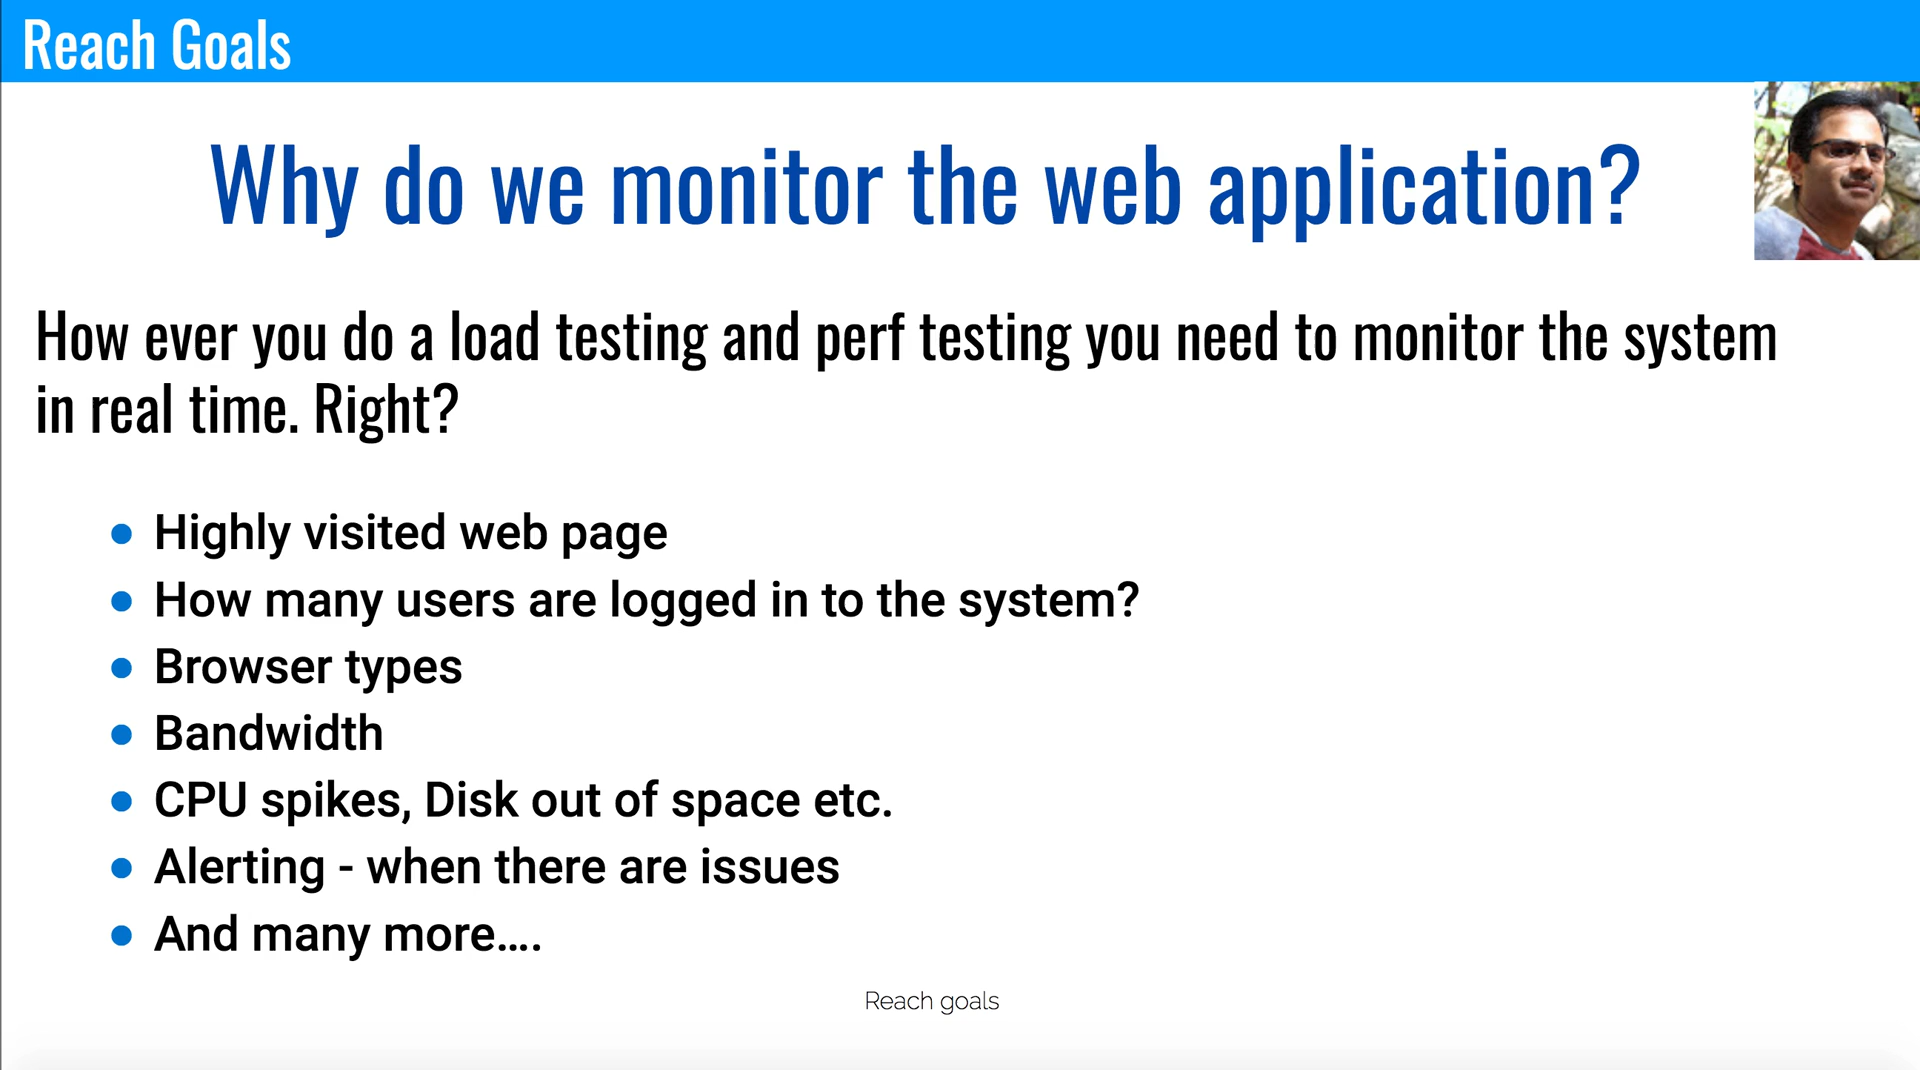 Reach Goals
Why do we monitor the web application?
How ever you do a load testing and perf testing you need to monitor the system
in real time. Right?
● Highly visited web page
● How many users are logged in to the system?
● Browser types
● Bandwidth
● CPU spikes, Disk out of space etc.
● Alerting - when there are issues
● And many more....
Reach goals